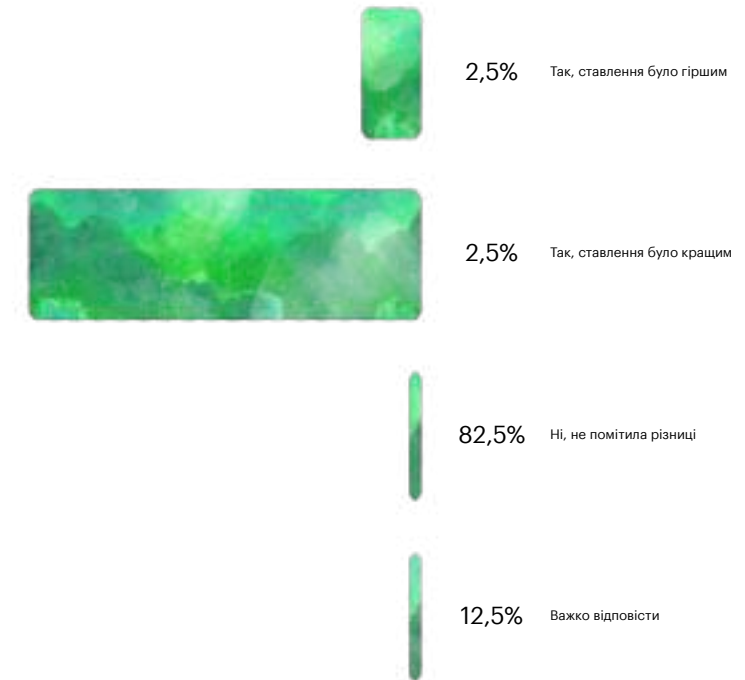 2,5% Так, ставлення було гіршим
2,5% Так, ставлення було кращим
82,5% Ні, не помітила різниці
12,5% Важко відповісти